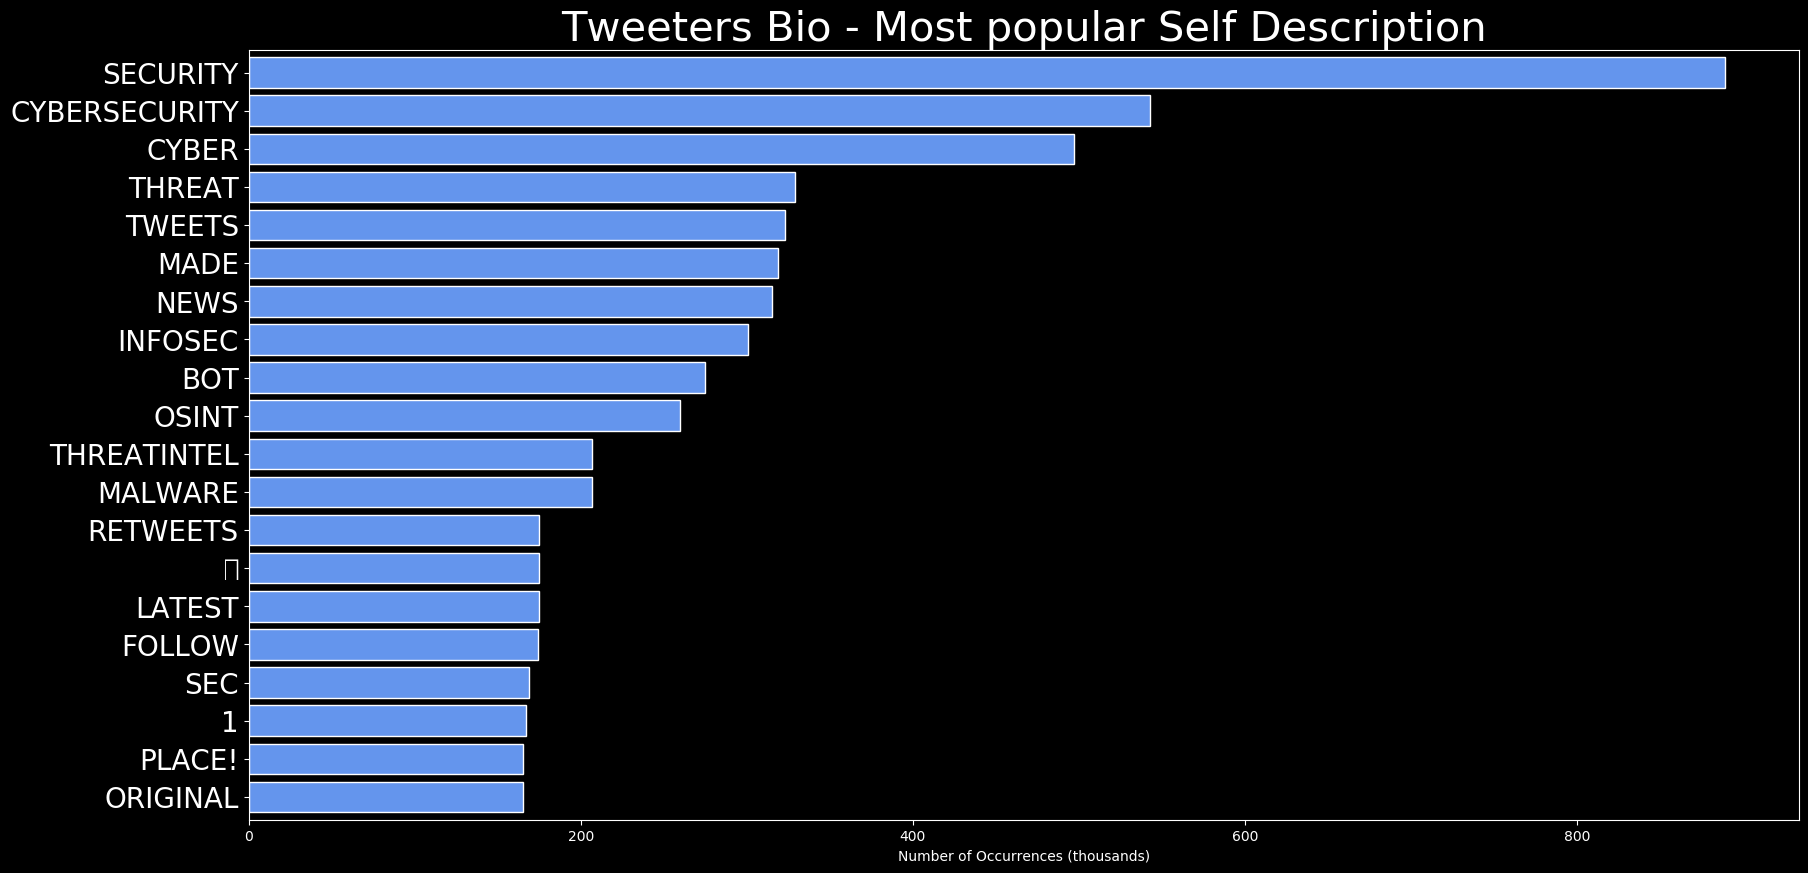 Tweeters Bio - Most popular Self Description
SECURITY
CYBERSECURITY
CYBER
THREAT
TWEETS
MADE
NEWS
INFOSEC
BOT
OSINT
THREATINTEL
MALWARE
RETWEETS
LATEST
FOLLOW
SEC
1
PLACE!
ORIGINAL
0 200 400 600 800
Number of Occurrences (thousands)